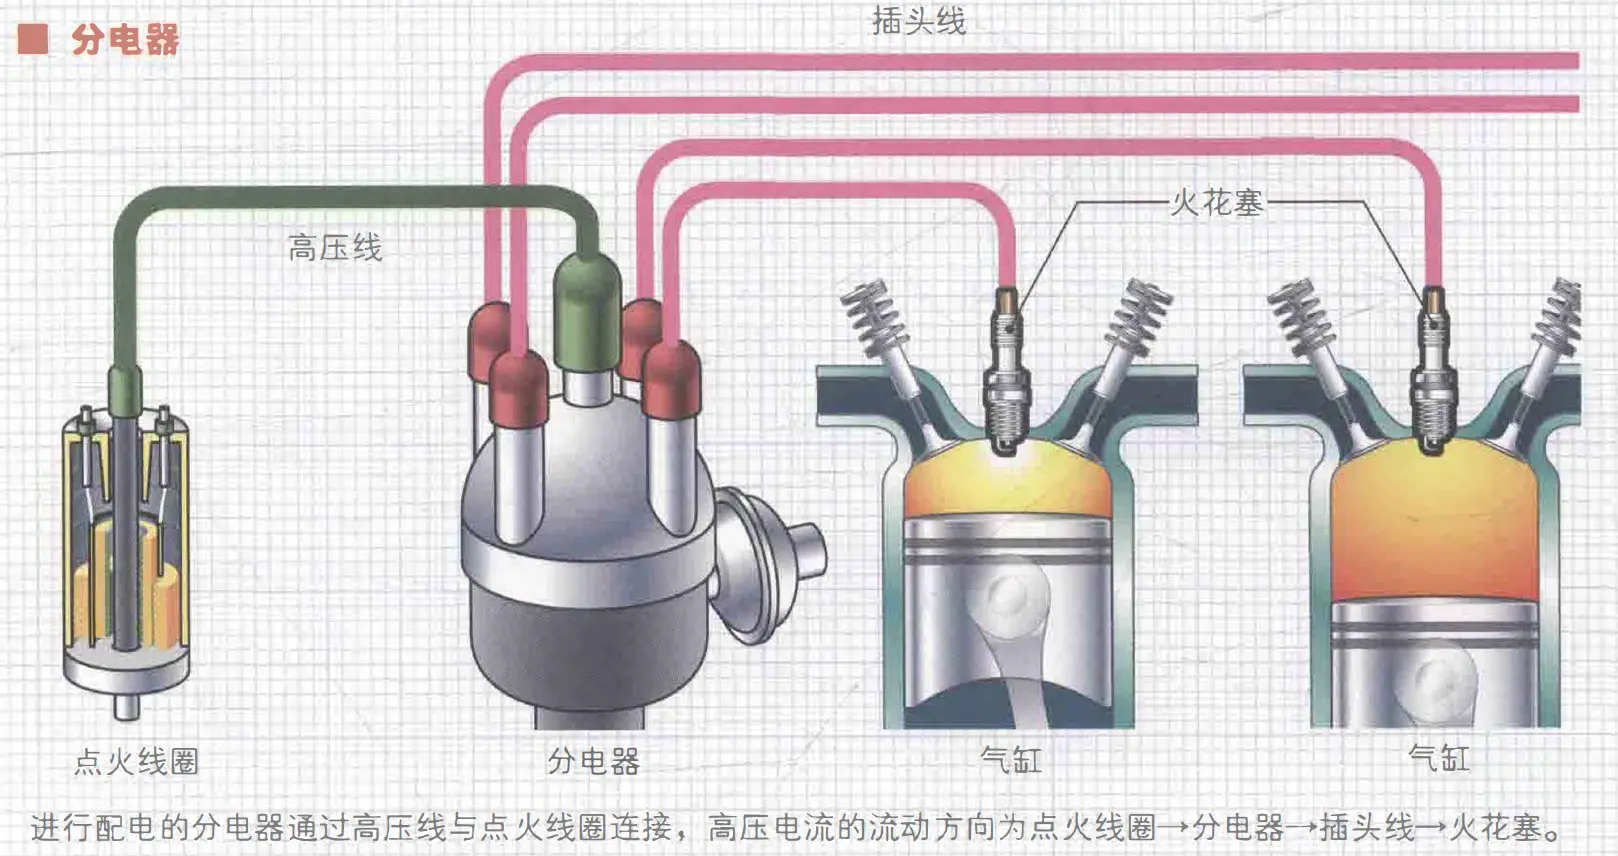 分电器
插头线
火花塞
高压线
点火线圈
分电器
气缸
气缸
进行配电的分电器通过高压线与点火线圈连接，高压电流的流动方向为点火线圈→分电器→插头线→火花塞。